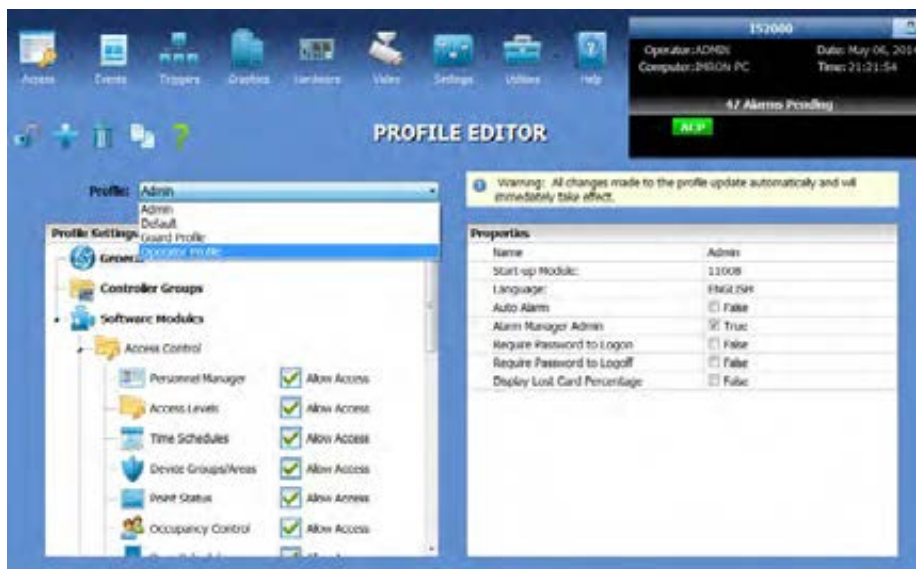 IS2000
Operator:ADMIN
Date: May 06, 201
Computer:IMRON-PC
Time: 21:21:54
47 Alarms Pending
ACP
Access
Events
Triggers
Graphics
Hardware
Video
Settings
Utilities
Help
PROFILE EDITOR
Profile: Admin
Admin
Default
Guard Profile
Operator Profile
Warning: All changes made to the profile update automatically and will
immediately take effect.
Profile Settings
General
Controller Groups
Software Modules
Access Control
Personnel Manager Allow Access
Access Levels Allow Access
Time Schedules Allow Access
Device Groups/Areas Allow Access
Point Status Allow Access
Occupancy Control Allow Access
Properties
Name Admin
Start-up Module: 11008
Language: ENGLISH
Auto Alarm False
Alarm Manager Admin True
Require Password to Logon False
Require Password to Logoff False
Display Lost Card Percentage False